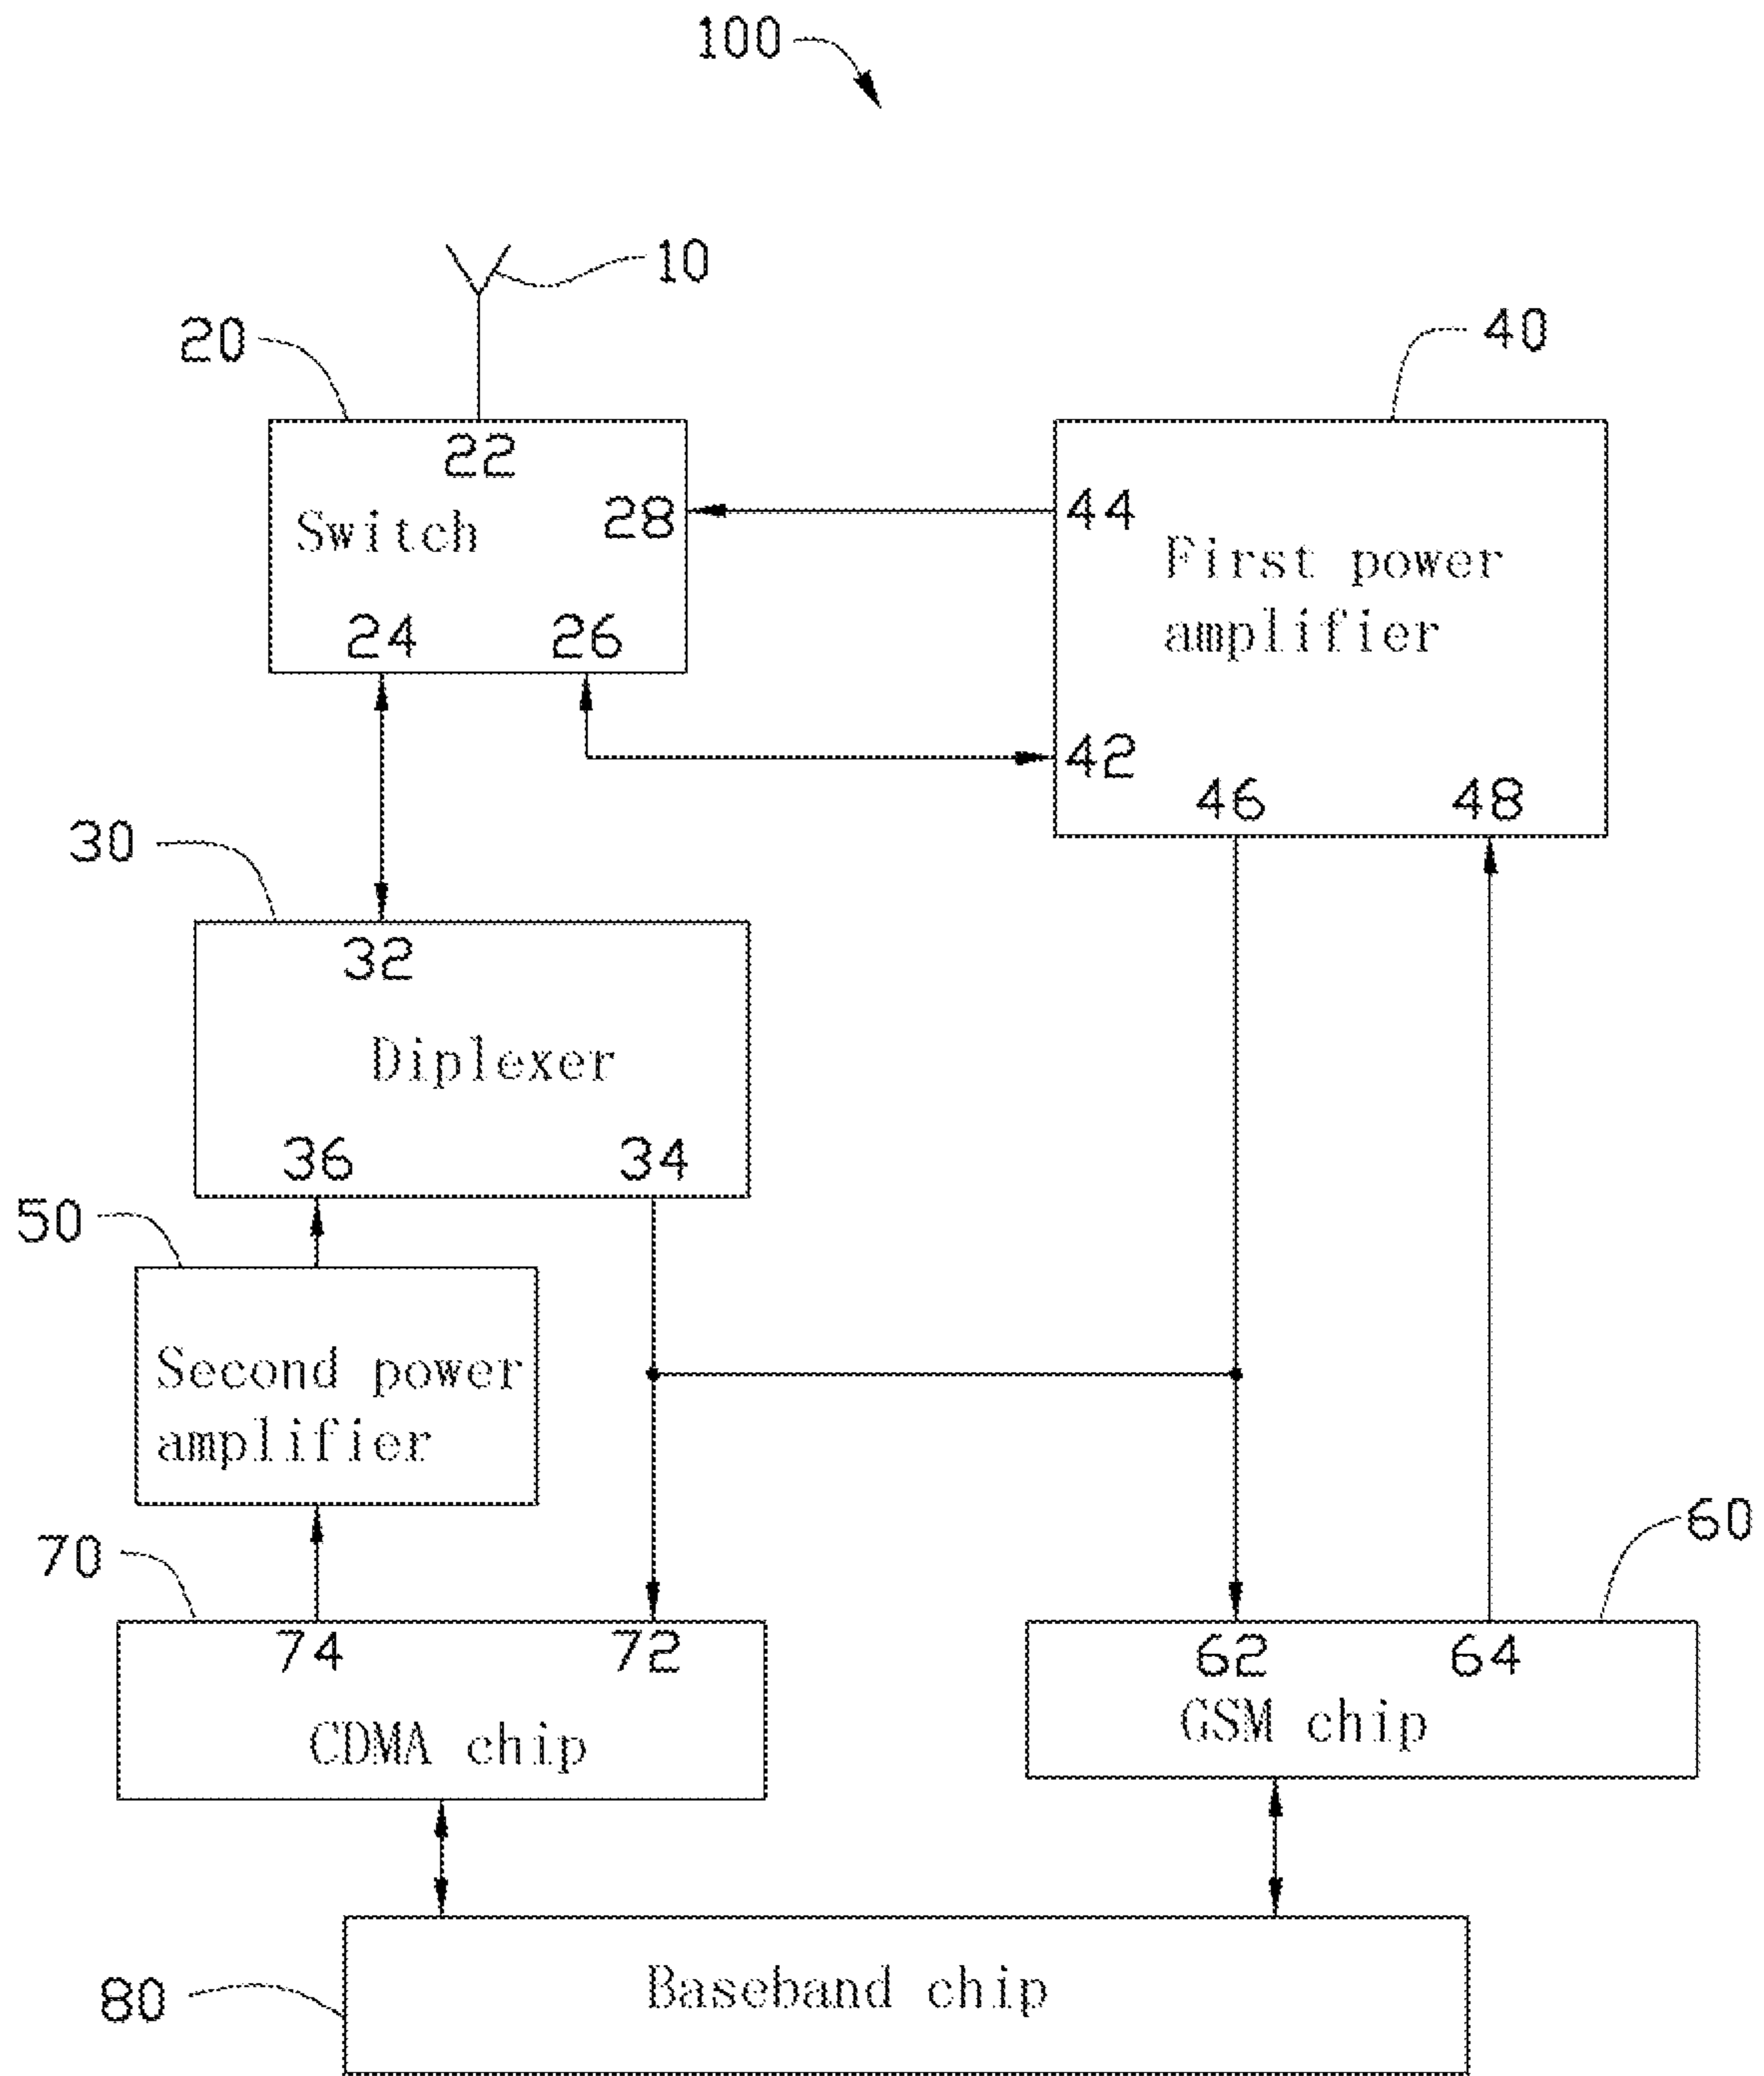 100
10
20
40
22
28
44
Switch
First power
amplifier
24
26
42
46
48
30
32
Diplexer
36
34
50
Second power
amplifier
70
60
74
72
62
64
CDMA chip
GSM chip
80
Baseband chip